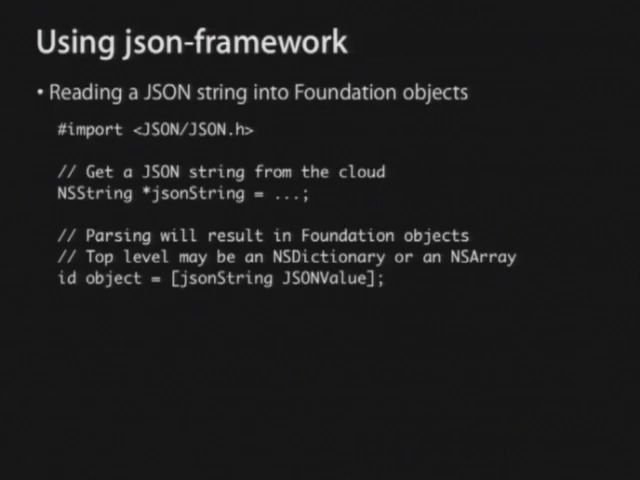 Using json-framework
• Reading a JSON string into Foundation objects
#import <JSON/JSON.h>
// Get a JSON string from the cloud
NSString *jsonString = ...;
// Parsing will result in Foundation objects
// Top level may be an NSDictionary or an NSArray
id object = [jsonString JSONValue];